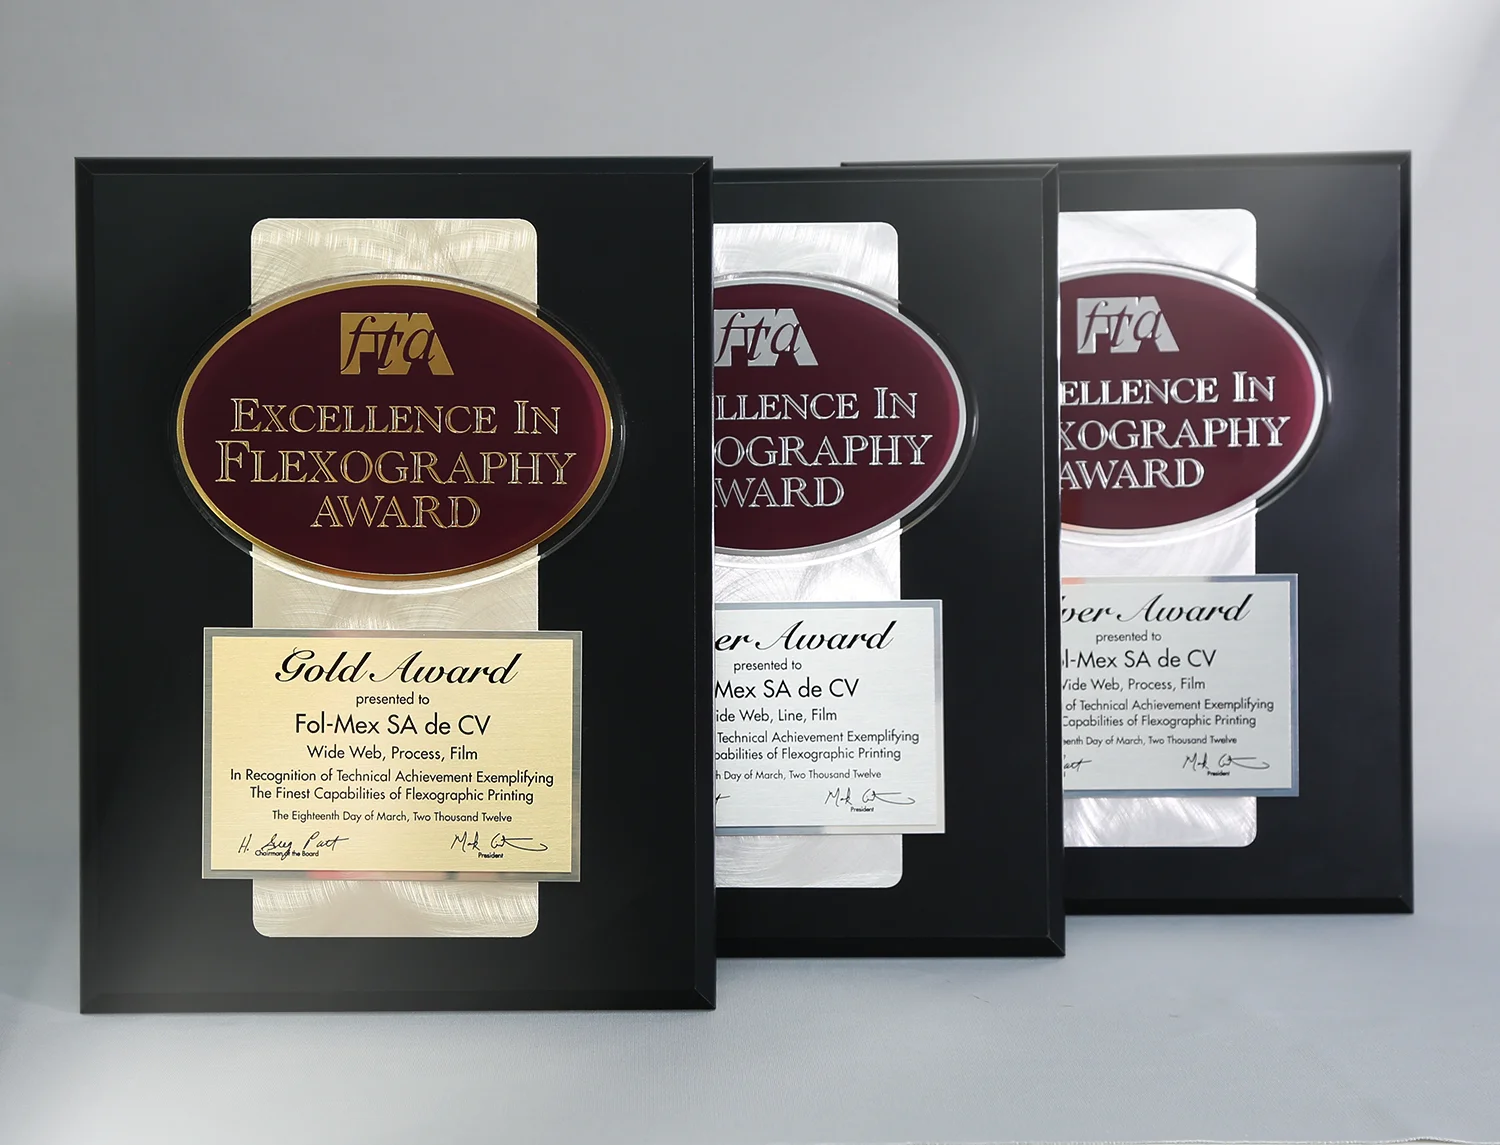 fta
EXCELLENCE IN
FLEXOGRAPHY
AWARD
Gold Award
presented to
Fol-Mex SA de CV
Wide Web, Process, Film
In Recognition of Technical Achievement Exemplifying
The Finest Capabilities of Flexographic Printing
The Eighteenth Day of March, Two Thousand Twelve
Chairman of the Board
President
fta
LLENCE IN
OGRAPHY
WARD
er Award
presented to
Mex SA de CV
ide Web, Line, Film
Technical Achievement Exemplifying
abilities of Flexographic Printing
h Day of March, Two Thousand Twelve
President
fta
ELLENCE IN
XOGRAPHY
AWARD
ver Award
presented to
l-Mex SA de CV
Wide Web, Process, Film
of Technical Achievement Exemplifying
Capabilities of Flexographic Printing
eenth Day of March, Two Thousand Twelve
President